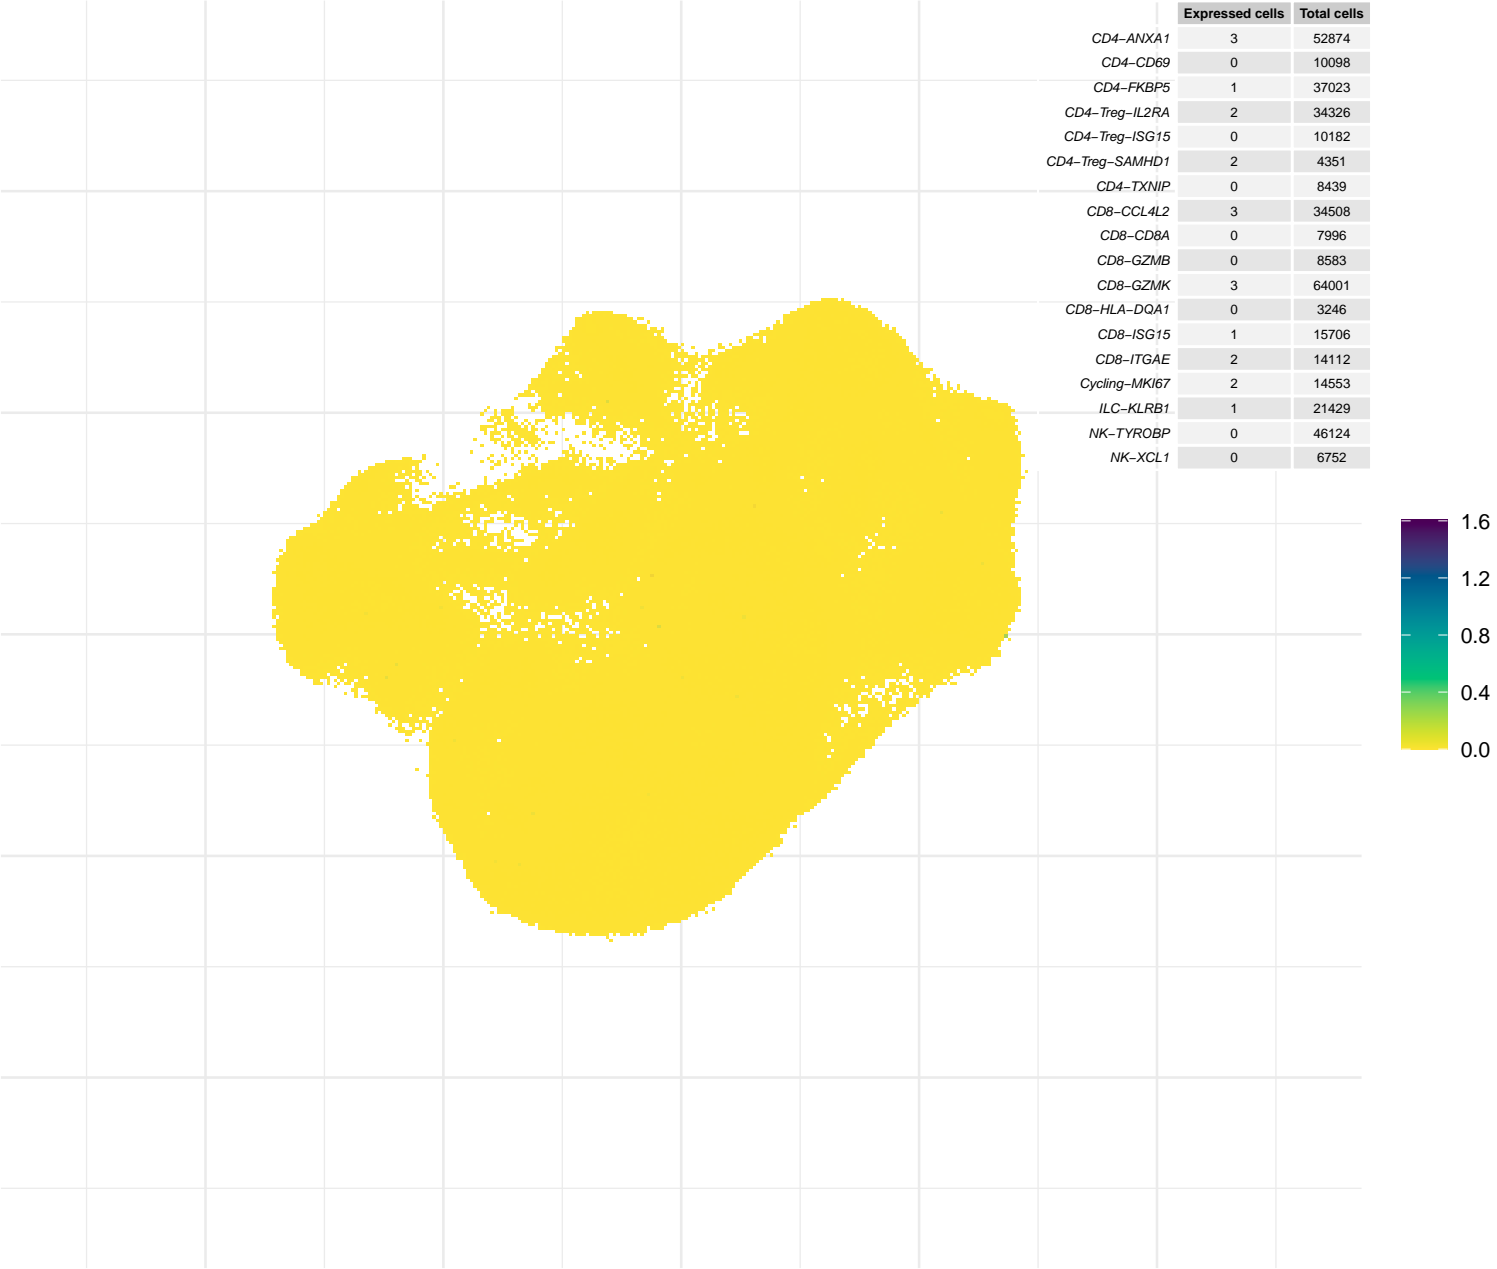 Expressed cells Total cells
CD4−ANXA1 3 52874
CD4−CD69 0 10098
CD4−FKBP5 1 37023
CD4−Treg−IL2RA 2 34326
CD4−Treg−ISG15 0 10182
CD4−Treg−SAMHD1 2 4351
CD4−TXNIP 0 8439
CD8−CCL4L2 3 34508
CD8−CD8A 0 7996
CD8−GZMB 0 8583
CD8−GZMK 3 64001
CD8−HLA−DQA1 0 3246
CD8−ISG15 1 15706
CD8−ITGAE 2 14112
Cycling−MKI67 2 14553
ILC−KLRB1 1 21429
NK−TYROBP 0 46124
NK−XCL1 0 6752
1.6
1.2
0.8
0.4
0.0